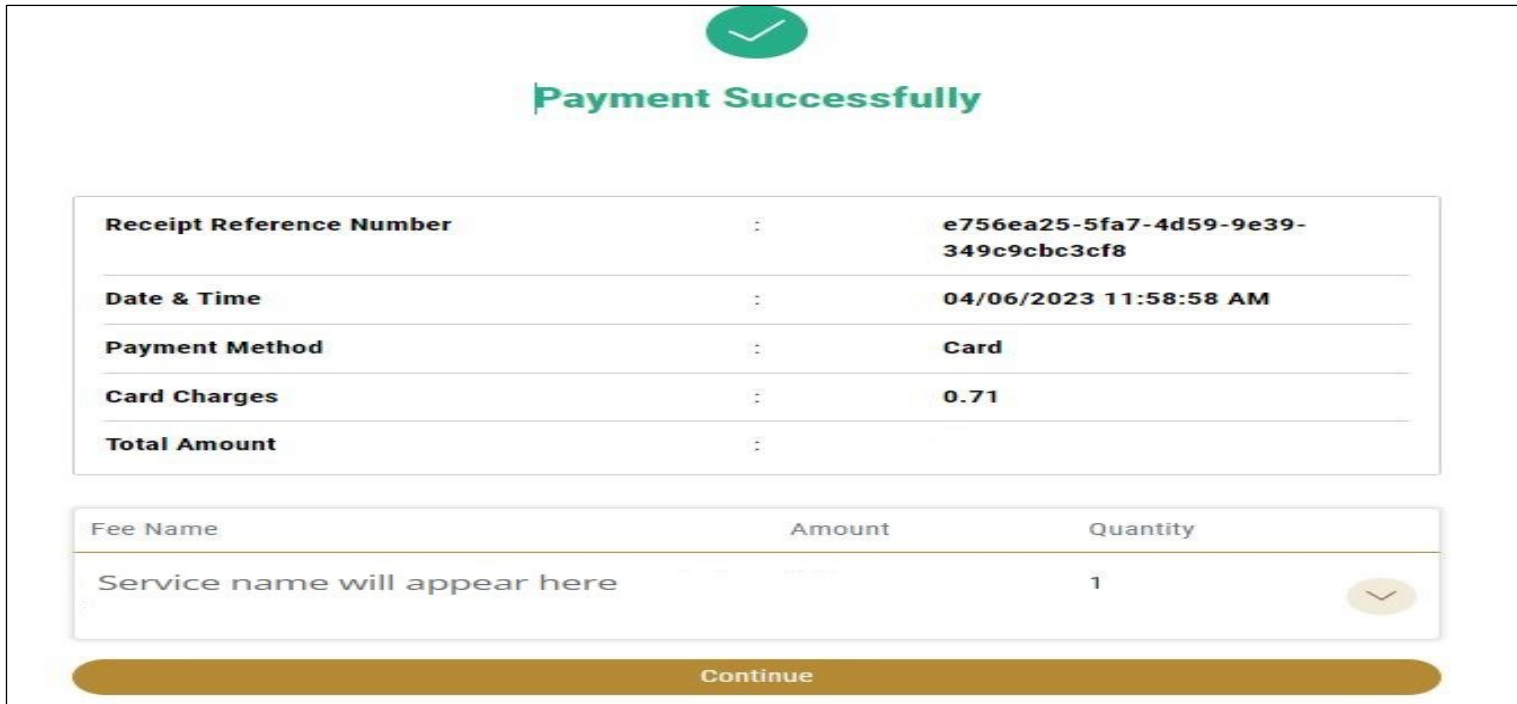 Payment Successfully
Receipt Reference Number : e756ea25-5fa7-4d59-9e39-
349c9cbc3cf8
Date & Time : 04/06/2023 11:58:58 AM
Payment Method : Card
Card Charges : 0.71
Total Amount :
Fee Name Amount Quantity
Service name will appear here 1
Continue